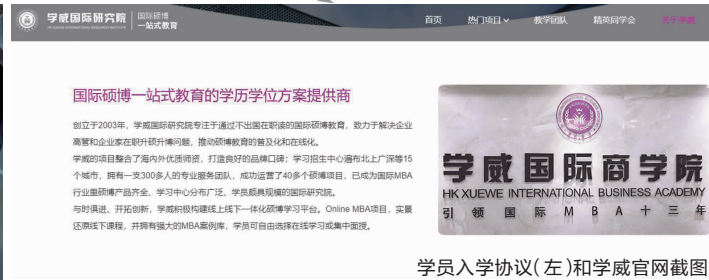 学威国际研究院 国际硕博
一站式教育
首页 热门项目 教学团队 精英同学会 关于学威
国际硕博一站式教育的学历学位方案提供商
创立于2003年，学威国际研究院专注于通过不出国在职读的国际硕博教育，致力于解决企业
高管和企业家在职升硕升博问题，推动硕博教育的普及化和在线化。
学威的项目整合了海内外优质师资，打造良好的品牌口碑；学习招生中心遍布北上广深等15
个城市，拥有一支300多人的专业服务团队，成功运营了40多个硕博项目，已成为国际MBA
行业里硕博产品齐全、学习中心分布广泛、学员颇具规模的国际研究院。
与时俱进、开拓创新，学威积极构建线上线下一体化硕博学习平台。Online MBA项目，实景
还原线下课程，并拥有强大的MBA案例库，学员可自由选择在线学习或集中面授。
学威国际商学院
HK XUEWE INTERNATIONAL BUSINESS ACADEMY
引领国际MBA十三年
学员入学协议(左)和学威官网截图